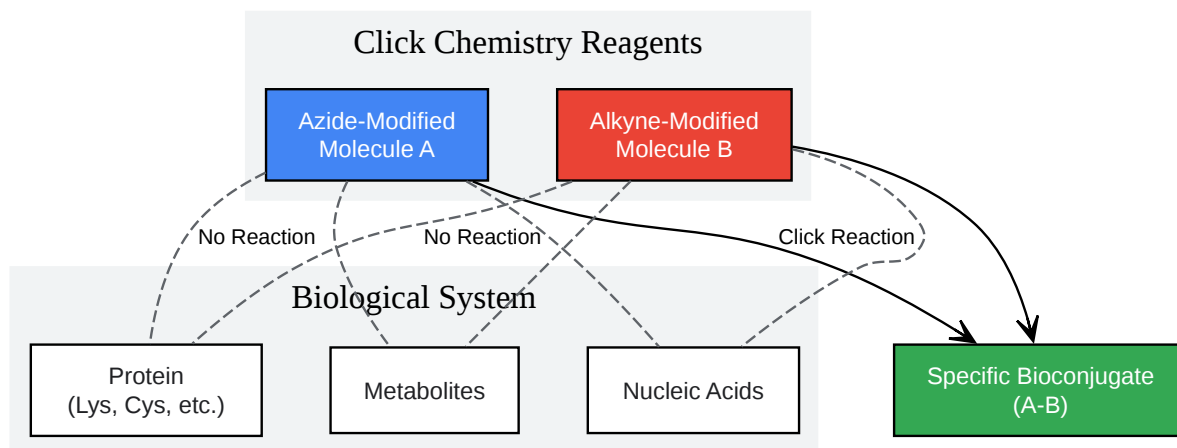 Click Chemistry Reagents
Azide-Modified
Molecule A
Alkyne-Modified
Molecule B
No Reaction
No Reaction
Click Reaction
Biological System
Protein
(Lys, Cys, etc.)
Metabolites
Nucleic Acids
Specific Bioconjugate
(A-B)